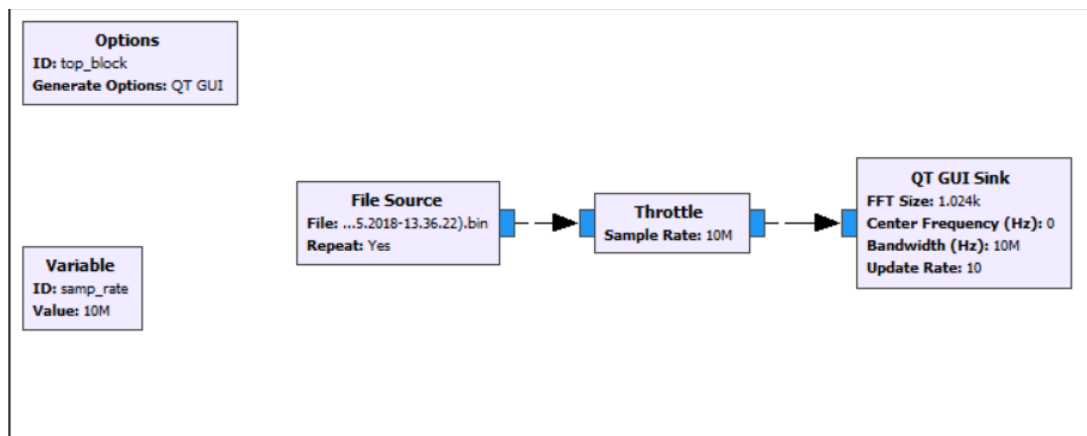 Options
ID: top_block
Generate Options: QT GUI
Variable
ID: samp_rate
Value: 10M
File Source
File: ...5.2018-13.36.22).bin
Repeat: Yes
Throttle
Sample Rate: 10M
QT GUI Sink
FFT Size: 1.024k
Center Frequency (Hz): 0
Bandwidth (Hz): 10M
Update Rate: 10